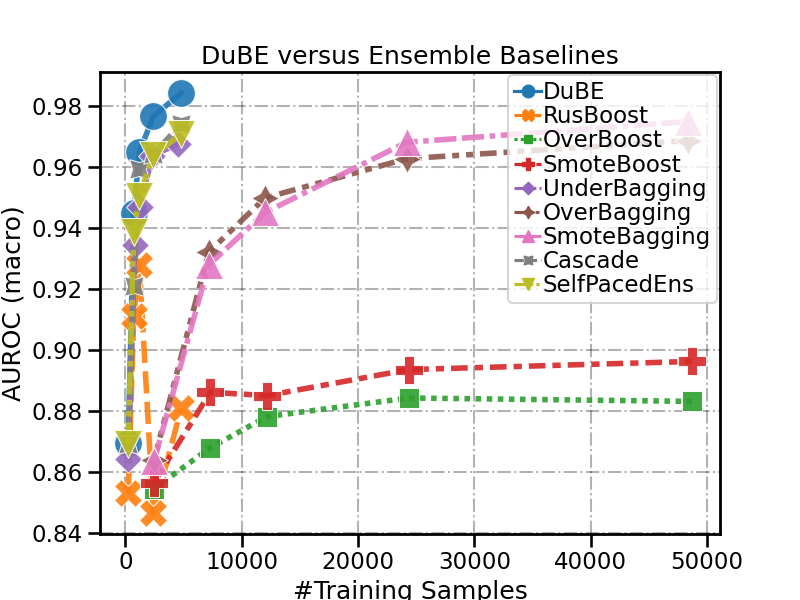 DuBE versus Ensemble Baselines
AUROC (macro)
0.98
0.96
0.94
0.92
0.90
0.88
0.86
0.84
DuBE
RusBoost
OverBoost
SmoteBoost
UnderBagging
OverBagging
SmoteBagging
Cascade
SelfPacedEns
0 10000 20000 30000 40000 50000
#Training Samples